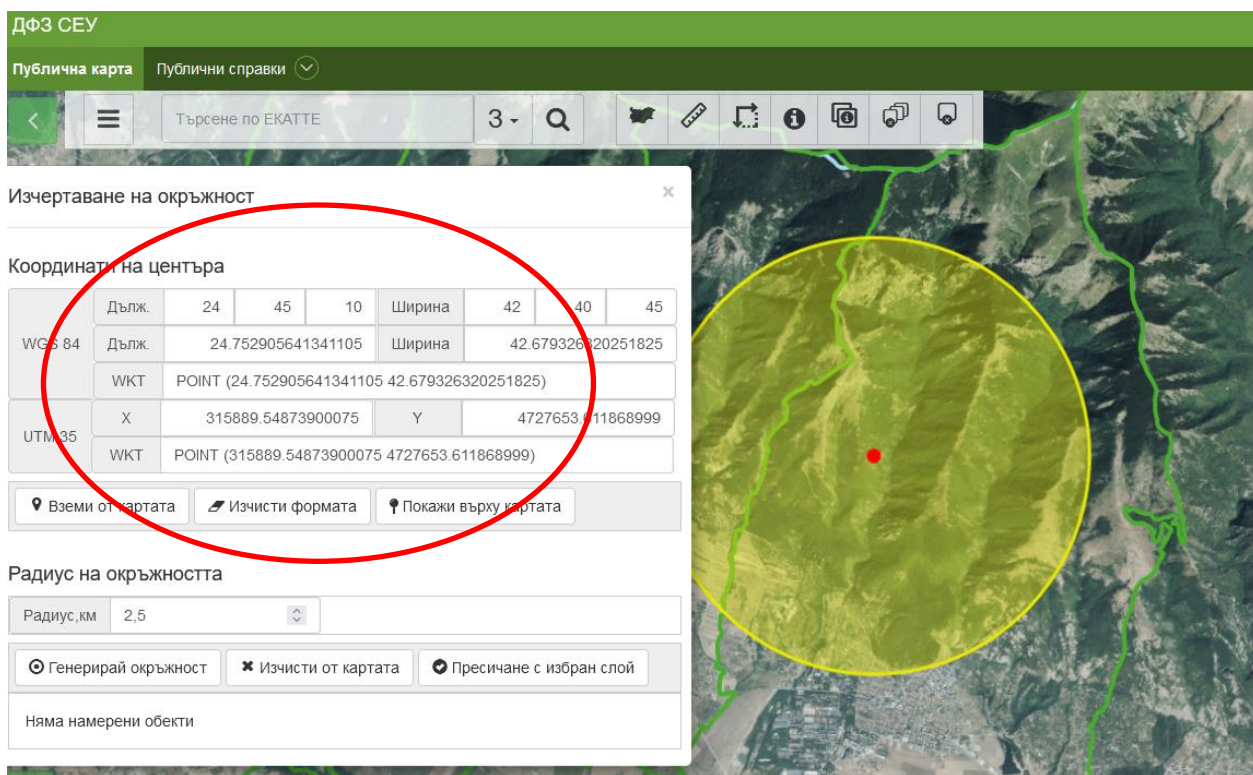 ДФЗ СЕУ
Публична карта Публични справки
Търсене по ЕКАТТЕ 3
Изчертаване на окръжност ×
Координати на центъра
Дълж. 24 45 10 Ширина 42 40 45
WGS 84 Дълж. 24.752905641341105 Ширина 42.679326320251825
WKT POINT (24.752905641341105 42.679326320251825)
X 315889.54873900075 Y 4727653.611868999
UTM 35
WKT POINT (315889.54873900075 4727653.611868999)
Вземи от картата Изчисти формата Покажи върху картата
Радиус на окръжността
Радиус,км 2,5
Генерирай окръжност Изчисти от картата Пресичане с избран слой
Няма намерени обекти